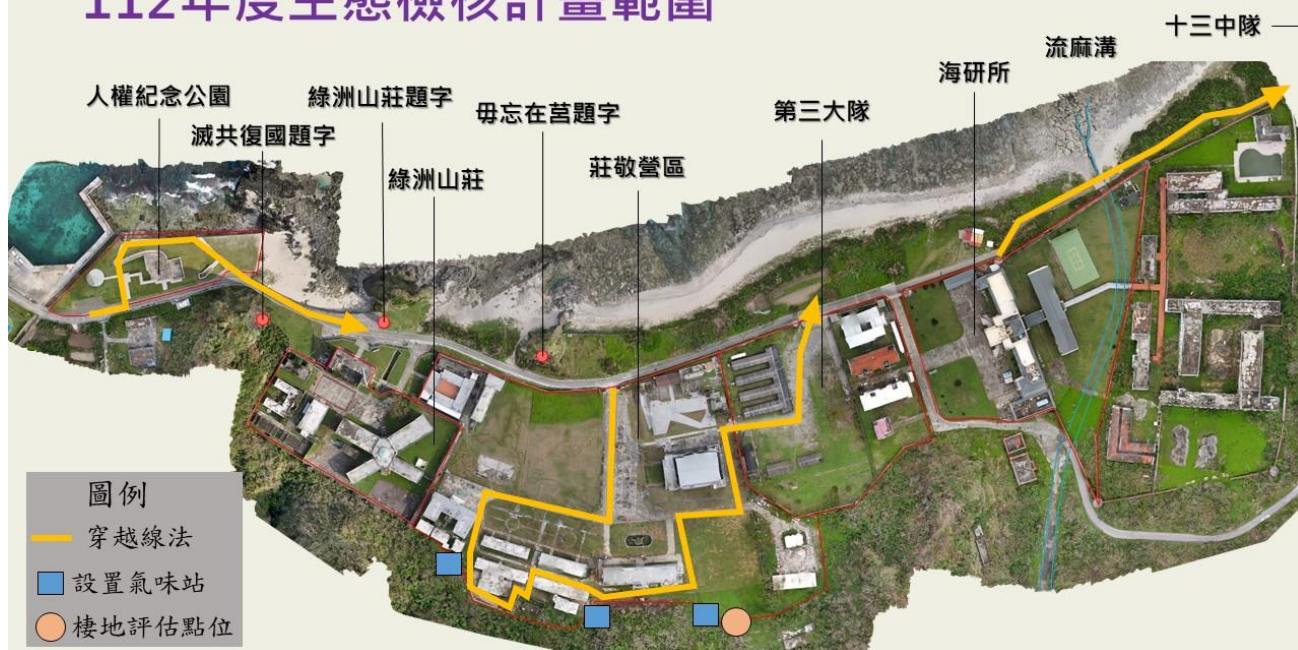 112年度生態檢核計畫範圍
十三中隊
流麻溝
海研所
人權紀念公園
綠洲山莊題字
毋忘在莒題字
第三大隊
滅共復國題字
綠洲山莊
莊敬營區
圖例
穿越線法
設置氣味站
棲地評估點位